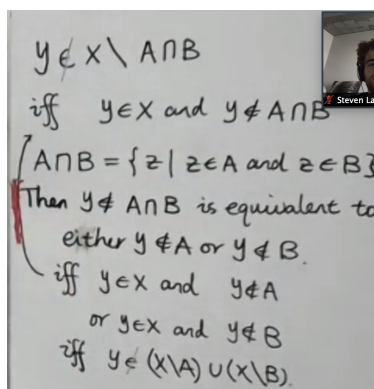 y ∈ X \ A∩B
iff y∈X and y∉A∩B
Steven La
A∩B = {z | z∈A and z∈B}
Then y∉ A∩B is equivalent to
either y∉A or y∉B.
iff y∈X and y∉A
or y∈X and y∉B
iff y∈(X\A)∪(X\B).